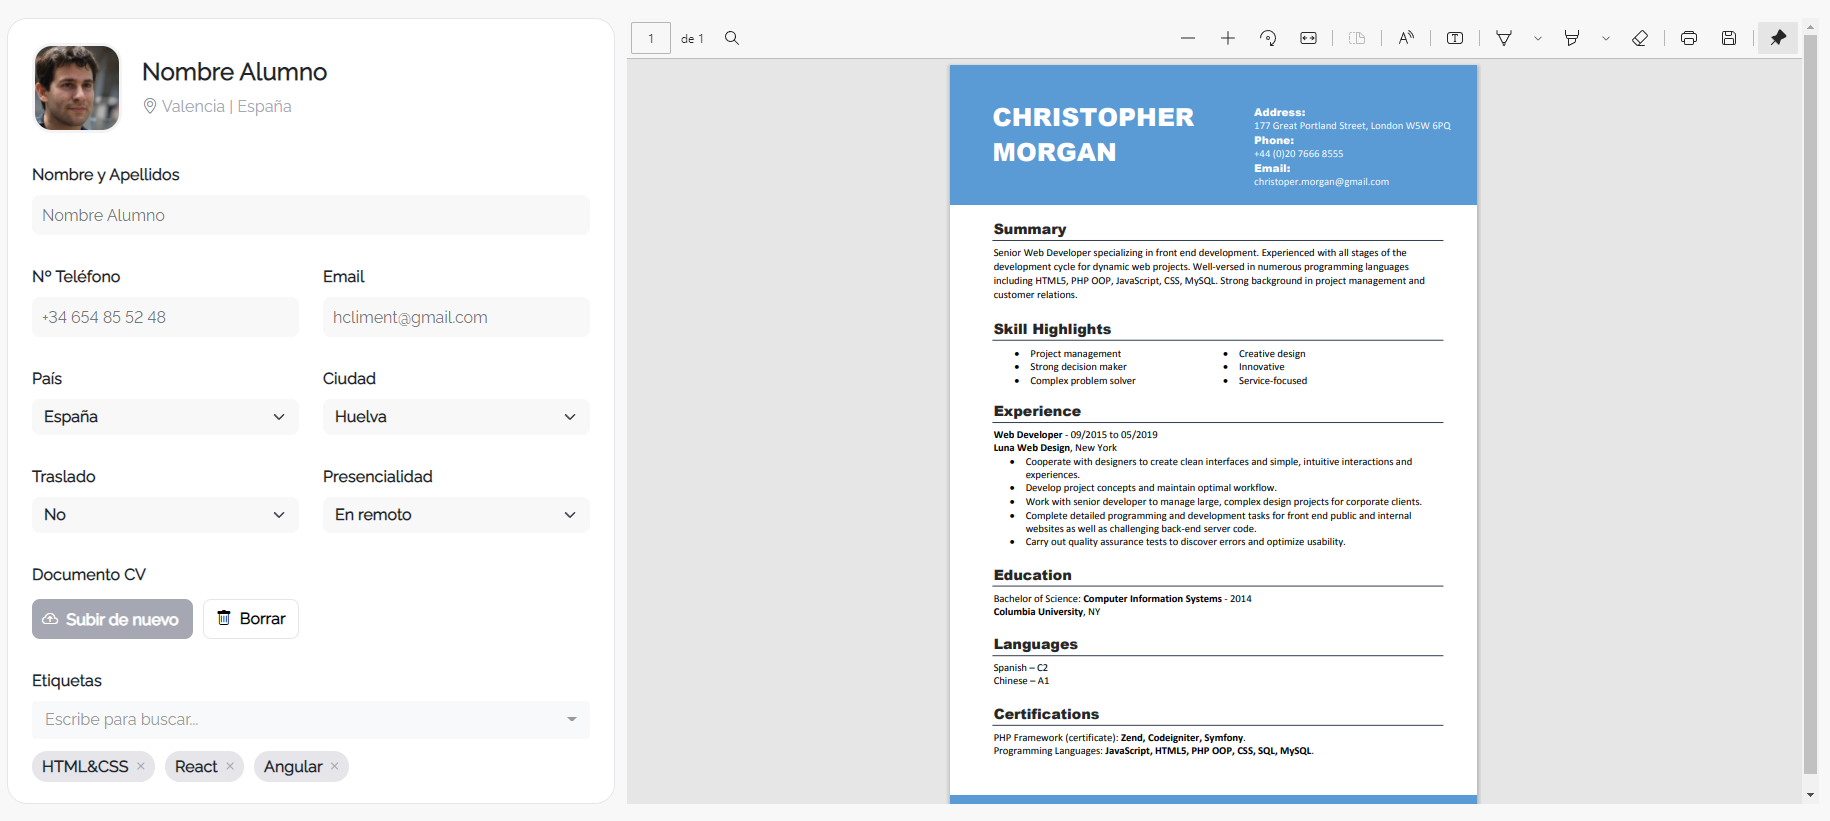 Nombre Alumno
Valencia | España
Nombre y Apellidos
Nombre Alumno
Nº Teléfono
Email
+34 654 85 52 48
hcliment@gmail.com
País
Ciudad
España
Huelva
Traslado
Presencialidad
No
En remoto
Documento CV
Subir de nuevo
Borrar
Etiquetas
Escribe para buscar...
HTML&CSS ×
React ×
Angular ×
1 de 1
CHRISTOPHER
MORGAN
Address:
177 Great Portland Street, London W5W 6PQ
Phone:
+44 (0)20 7666 8555
Email:
christoper.morgan@gmail.com
Summary
Senior Web Developer specializing in front end development. Experienced with all stages of the
development cycle for dynamic web projects. Well-versed in numerous programming languages
including HTML5, PHP OOP, JavaScript, CSS, MySQL. Strong background in project management and
customer relations.
Skill Highlights
• Project management
• Strong decision maker
• Complex problem solver
• Creative design
• Innovative
• Service-focused
Experience
Web Developer - 09/2015 to 05/2019
Luna Web Design, New York
• Cooperate with designers to create clean interfaces and simple, intuitive interactions and
experiences.
• Develop project concepts and maintain optimal workflow.
• Work with senior developer to manage large, complex design projects for corporate clients.
• Complete detailed programming and development tasks for front end public and internal
websites as well as challenging back-end server code.
• Carry out quality assurance tests to discover errors and optimize usability.
Education
Bachelor of Science: Computer Information Systems - 2014
Columbia University, NY
Languages
Spanish – C2
Chinese – A1
Certifications
PHP Framework (certificate): Zend, Codeigniter, Symfony.
Programming Languages: JavaScript, HTML5, PHP OOP, CSS, SQL, MySQL.